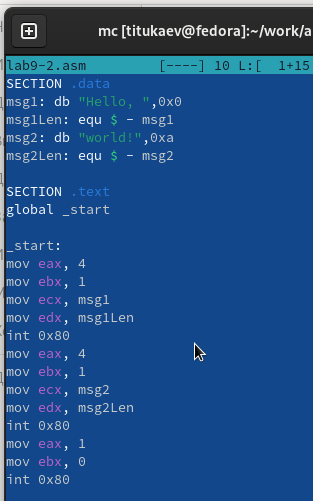 mc [titukaev@fedora]:~/work/a
lab9-2.asm [----] 10 L:[ 1+15
SECTION .data
msg1: db "Hello, ",0x0
msg1Len: equ $ - msg1
msg2: db "world!",0xa
msg2Len: equ $ - msg2
SECTION .text
global _start
_start:
mov eax, 4
mov ebx, 1
mov ecx, msg1
mov edx, msg1Len
int 0x80
mov eax, 4
mov ebx, 1
mov ecx, msg2
mov edx, msg2Len
int 0x80
mov eax, 1
mov ebx, 0
int 0x80